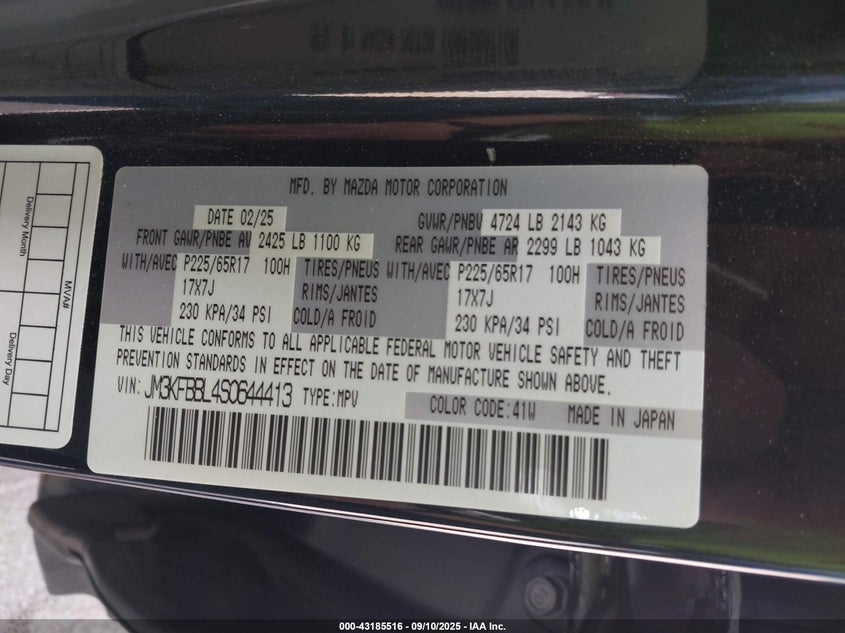 MFD. BY MAZDA MOTOR CORPORATION
DATE 02/25 GVWR/PNBV 4724 LB 2143 KG
FRONT GAWR/PNBE AV 2425 LB 1100 KG REAR GAWR/PNBE AR 2299 LB 1043 KG
WITH/AVEC P225/65R17 100H TIRES/PNEUS WITH/AVEC P225/65R17 100H TIRES/PNEUS
17X7J RIMS/JANTES 17X7J RIMS/JANTES
230 KPA/34 PSI COLD/A FROID 230 KPA/34 PSI COLD/A FROID
THIS VEHICLE CONFORMS TO ALL APPLICABLE FEDERAL MOTOR VEHICLE SAFETY AND THEFT
PREVENTION STANDARDS IN EFFECT ON THE DATE OF MANUFACTURE SHOWN ABOVE.
VIN: JM3KFBBL4S0644413 TYPE:MPV
COLOR CODE:41W MADE IN JAPAN
Delivery Month
MVA#
Delivery Day
000-43185516 - 09/10/2025 - IAA Inc.